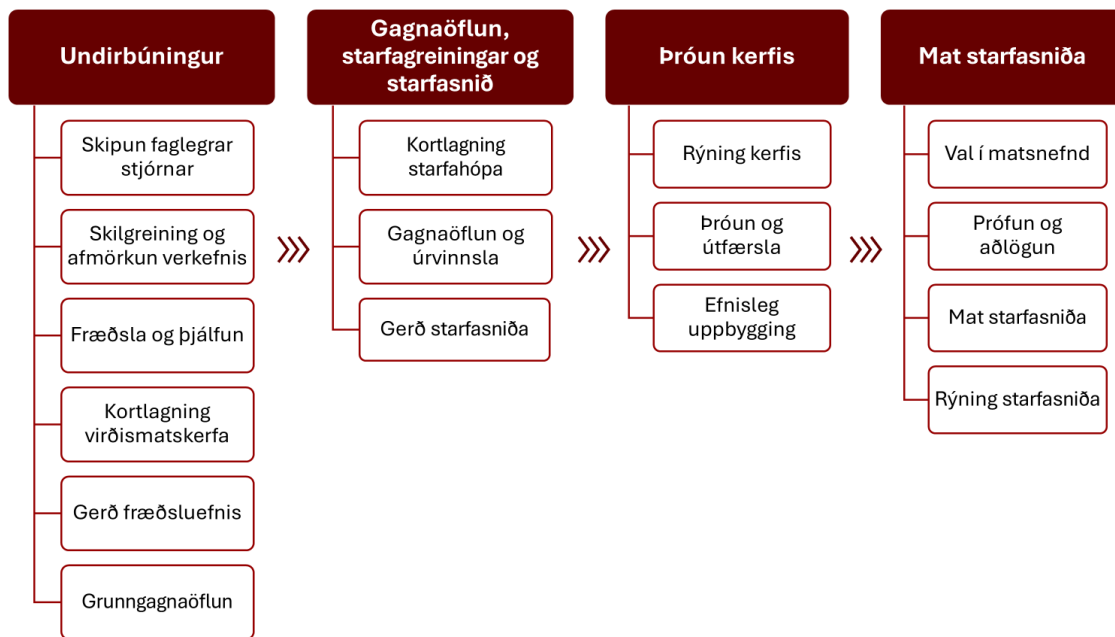 Undirbúningur
Skipun faglegrar
stjórnar
Skilgreining og
afmörkun verkefnis
Fræðsla og þjálfun
Kortlagning
virðismatskerfa
Gerð fræðsluefnis
Grunngagnaöflun
Gagnaöflun,
starfagreiningar og
starfasnið
Kortlagning
starfahópa
Gagnaöflun og
úrvinnsla
Gerð starfasniða
Þróun kerfis
Rýning kerfis
Þróun og
útfærsla
Efnisleg
uppbygging
Mat starfasniða
Val í matsnefnd
Prófun og
aðlögun
Mat starfasniða
Rýning starfasniða